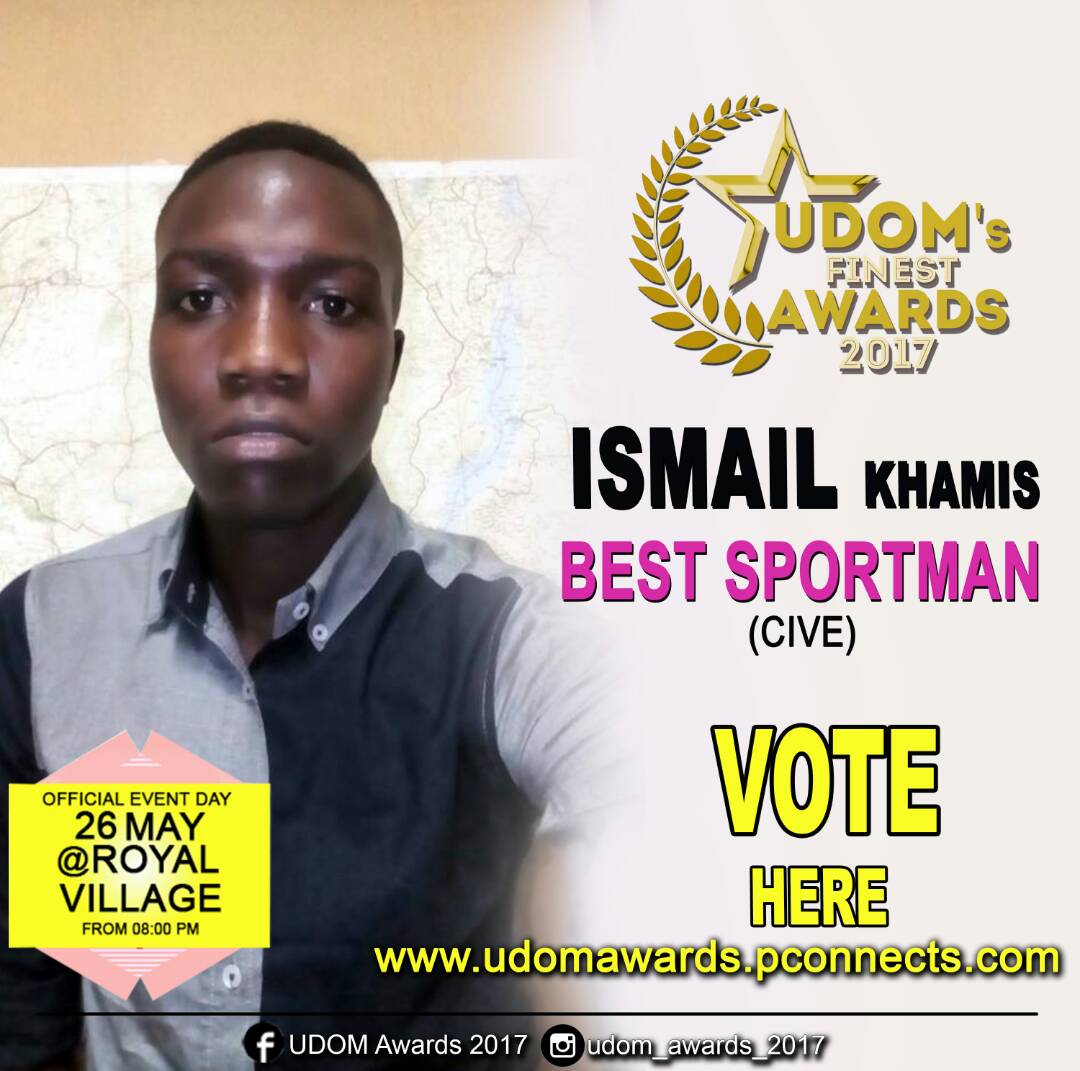 UDOM's
FINEST
AWARDS
2017
ISMAIL KHAMIS
BEST SPORTMAN
(CIVE)
VOTE
HERE
www.udomawards.pconnects.com
OFFICIAL EVENT DAY
26 MAY
@ROYAL
VILLAGE
FROM 08:00 PM
UDOM Awards 2017 udom_awards_2017